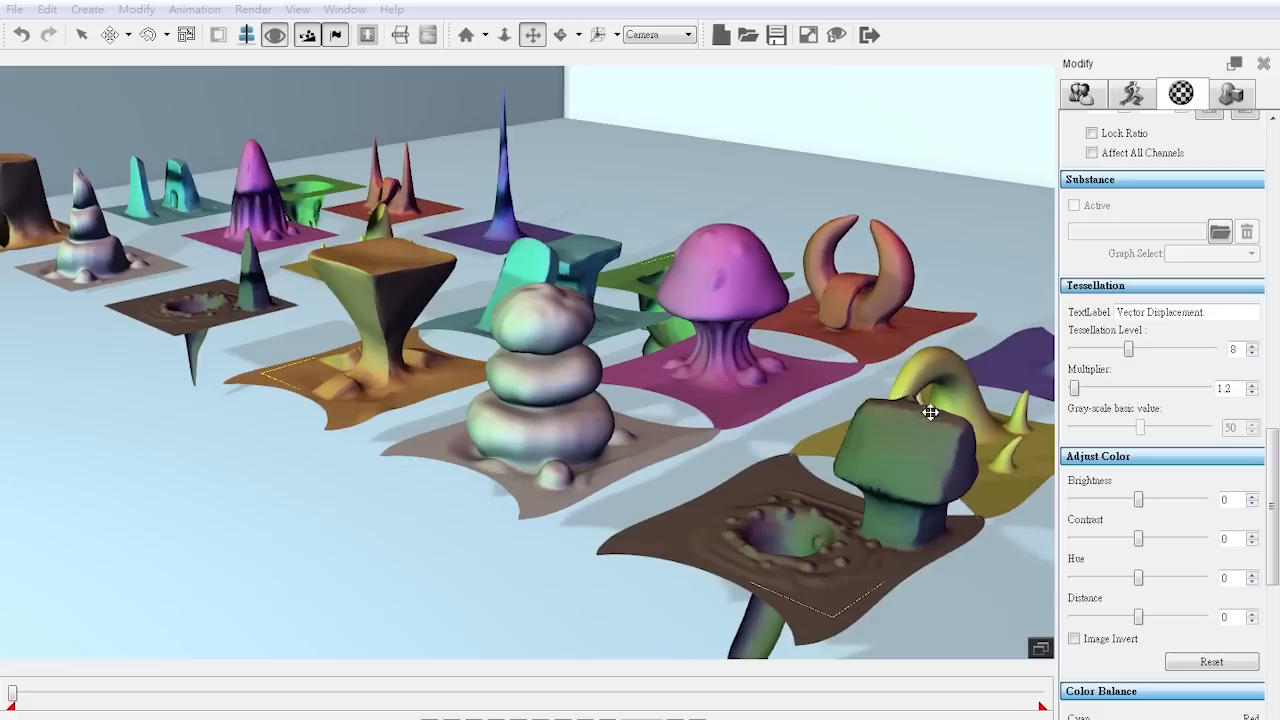 File Edit Create Modify Animation Render View Window Help
Camera
Modify
Lock Ratio
Affect All Channels
Substance
Active
Graph Select:
Tessellation
TextLabel Vector Displacement
Tessellation Level :
8
Multiplier:
1.2
Gray-scale basic value:
50
Adjust Color
Brightness
0
Contrast
0
Hue
0
Distance
0
Image Invert
Reset
Color Balance
Cyan Red